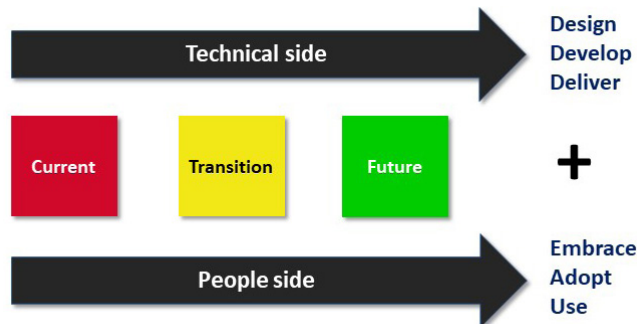 Technical side
Design
Develop
Deliver
Current
Transition
Future
+
People side
Embrace
Adopt
Use